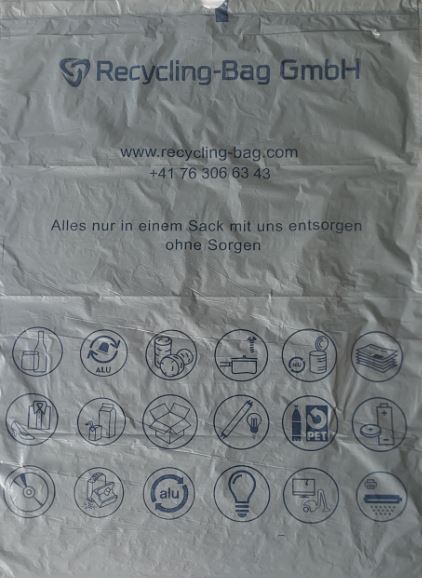 Recycling-Bag GmbH
www.recycling-bag.com
+41 76 306 63 43
Alles nur in einem Sack mit uns entsorgen
ohne Sorgen
ALU
alu
PET
alu